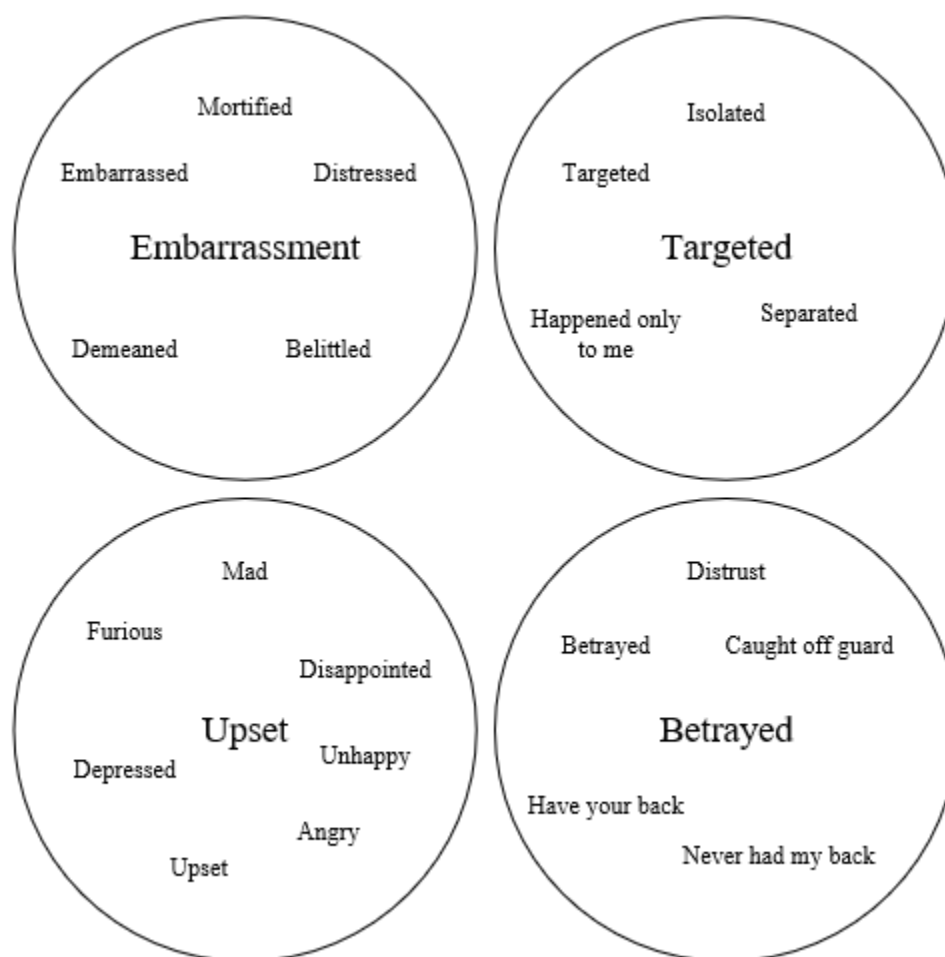 Mortified
Embarrassed
Distressed
Embarrassment
Demeaned
Belittled
Isolated
Targeted
Targeted
Happened only
to me
Separated
Mad
Furious
Disappointed
Upset
Unhappy
Depressed
Angry
Upset
Distrust
Betrayed
Caught off guard
Betrayed
Have your back
Never had my back